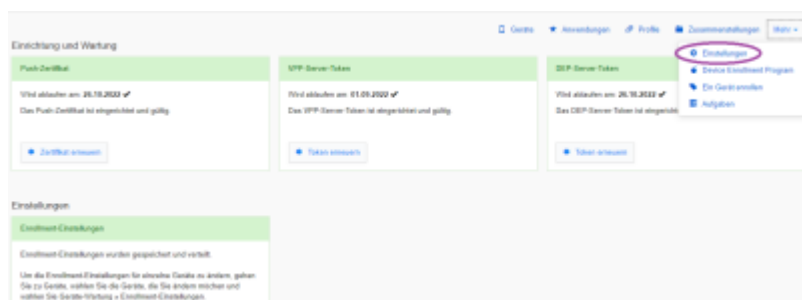 Geräte Anwendungen Profile Zusammenstellungen Mehr
Einrichtung und Wartung
Einstellungen
Device Enrollment Program
Ein Gerät enrollen
Aufgaben
Push-Zertifikat
Wird ablaufen am: 26.10.2022 ✔
Das Push-Zertifikat ist eingerichtet und gültig.
Zertifikat erneuern
VPP-Server-Token
Wird ablaufen am: 01.09.2022 ✔
Das VPP-Server-Token ist eingerichtet und gültig.
Token erneuern
DEP-Server-Token
Wird ablaufen am: 26.10.2022 ✔
Das DEP-Server-Token ist eingerichtet
Token erneuern
Einstellungen
Enrollment-Einstellungen
Enrollment-Einstellungen wurden gespeichert und verteilt.
Um die Enrollment-Einstellungen für einzelne Geräte zu ändern, gehen
Sie zu Geräte, wählen Sie die Geräte, die Sie ändern möchten und
wählen Sie Geräte-Wartung » Enrollment-Einstellungen.